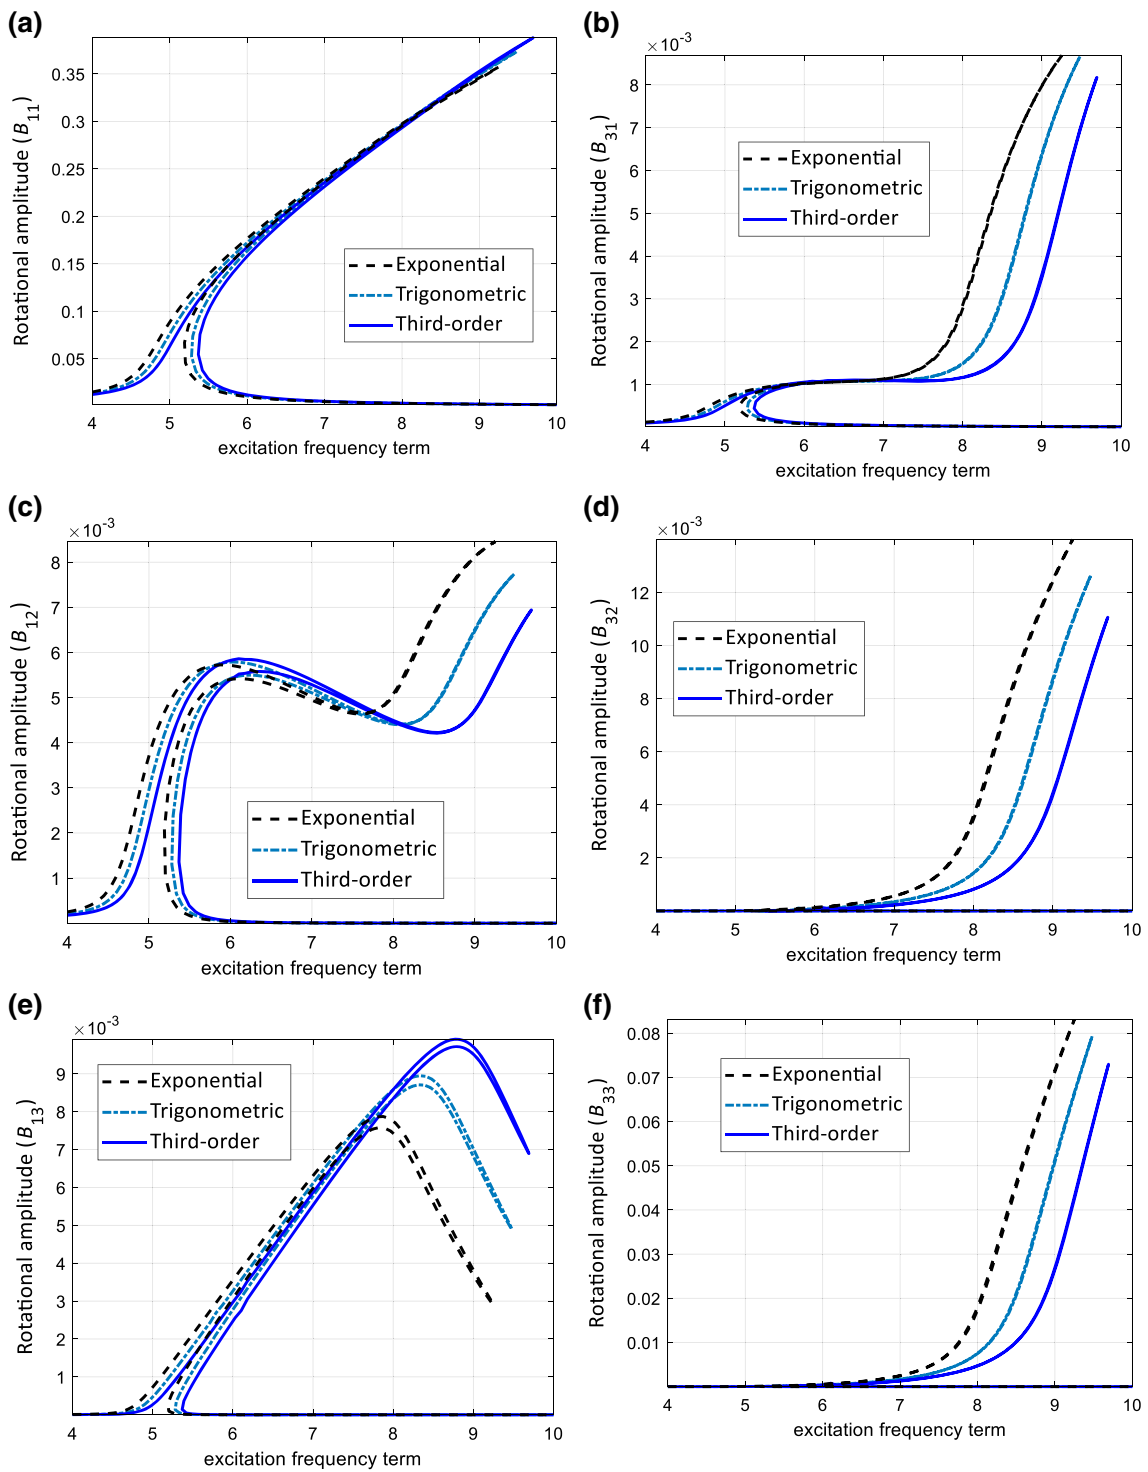 (a)
Rotational amplitude (B11)
0.35
0.3
0.25
0.2
0.15
0.1
0.05
Exponential
Trigonometric
Third-order
4 5 6 7 8 9 10
excitation frequency term
(b)
×10-3
Rotational amplitude (B31)
8
7
6
5
4
3
2
1
Exponential
Trigonometric
Third-order
4 5 6 7 8 9 10
excitation frequency term
(c)
×10-3
Rotational amplitude (B12)
8
7
6
5
4
3
2
1
Exponential
Trigonometric
Third-order
4 5 6 7 8 9 10
excitation frequency term
(d)
×10-3
Rotational amplitude (B32)
12
10
8
6
4
2
Exponential
Trigonometric
Third-order
4 5 6 7 8 9 10
excitation frequency term
(e)
×10-3
Rotational amplitude (B13)
9
8
7
6
5
4
3
2
1
Exponential
Trigonometric
Third-order
4 5 6 7 8 9 10
excitation frequency term
(f)
Rotational amplitude (B33)
0.08
0.07
0.06
0.05
0.04
0.03
0.02
0.01
Exponential
Trigonometric
Third-order
4 5 6 7 8 9 10
excitation frequency term